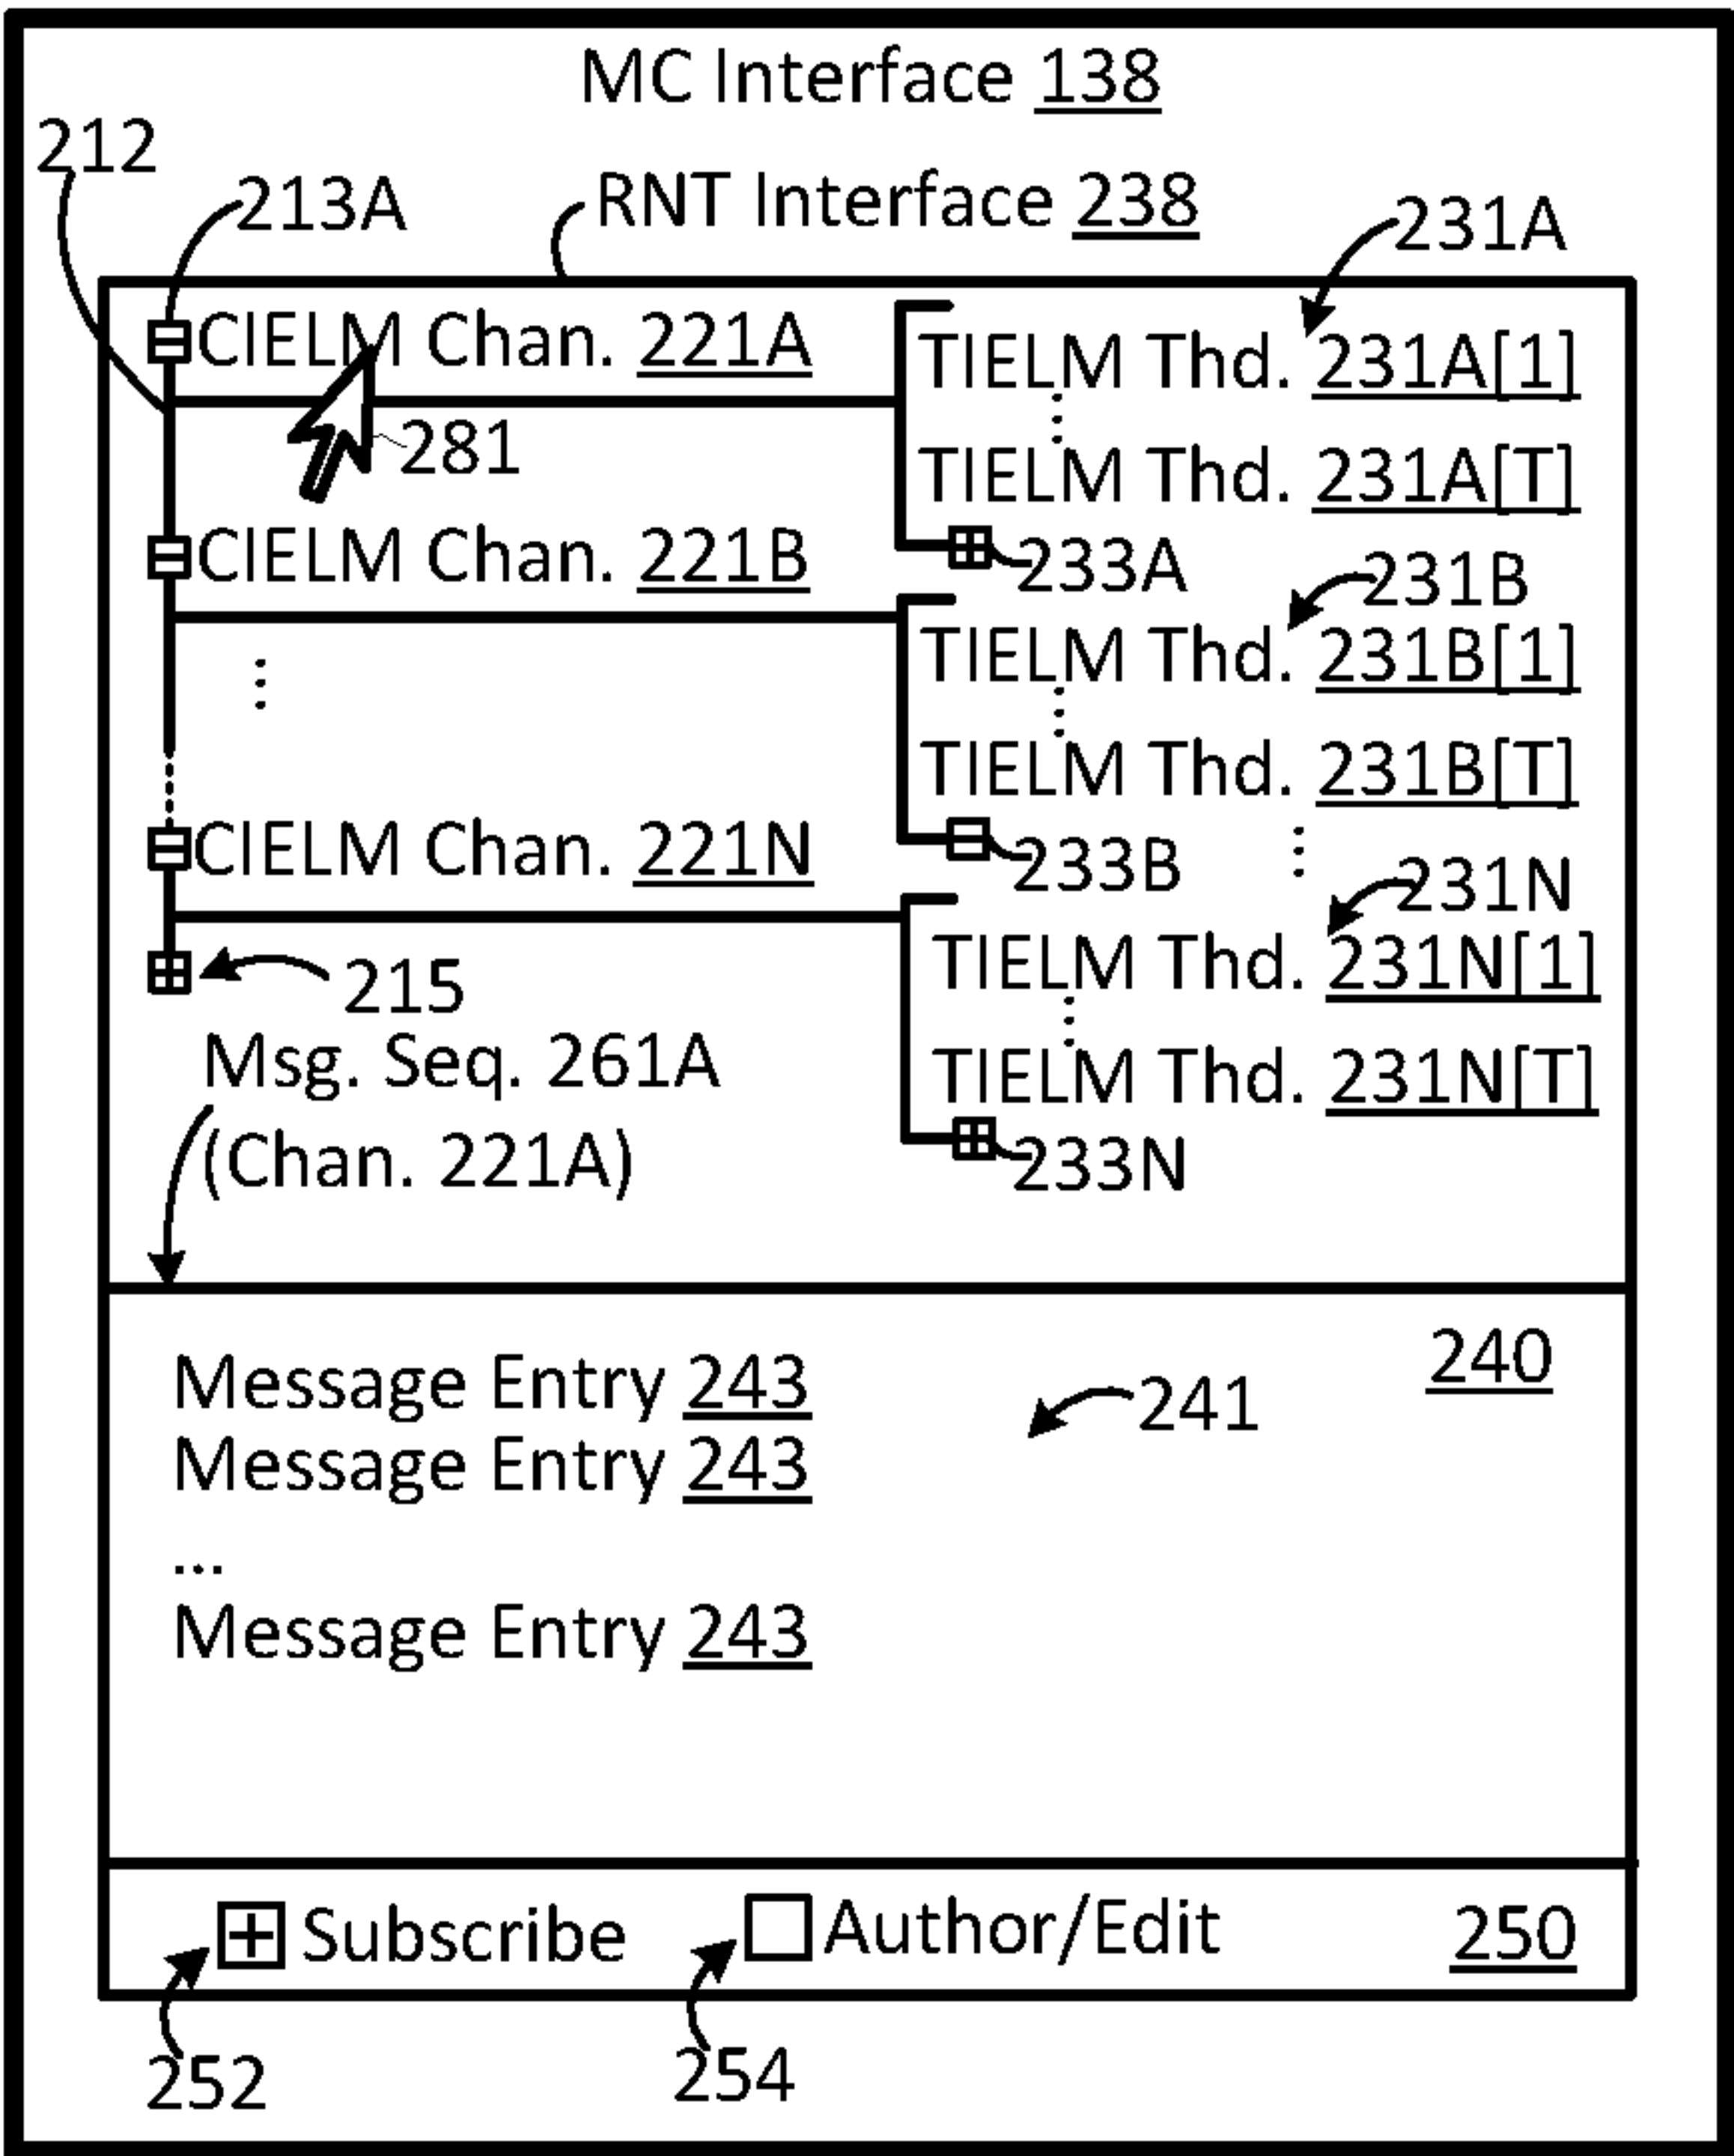 MC Interface 138
212
213A
RNT Interface 238
231A
CIELM Chan. 221A
TIELM Thd. 231A[1]
281
TIELM Thd. 231A[T]
CIELM Chan. 221B
233A
231B
TIELM Thd. 231B[1]
TIELM Thd. 231B[T]
CIELM Chan. 221N
233B
231N
TIELM Thd. 231N[1]
215
Msg. Seq. 261A
TIELM Thd. 231N[T]
(Chan. 221A)
233N
240
Message Entry 243
241
Message Entry 243
...
Message Entry 243
Subscribe
Author/Edit
250
252
254